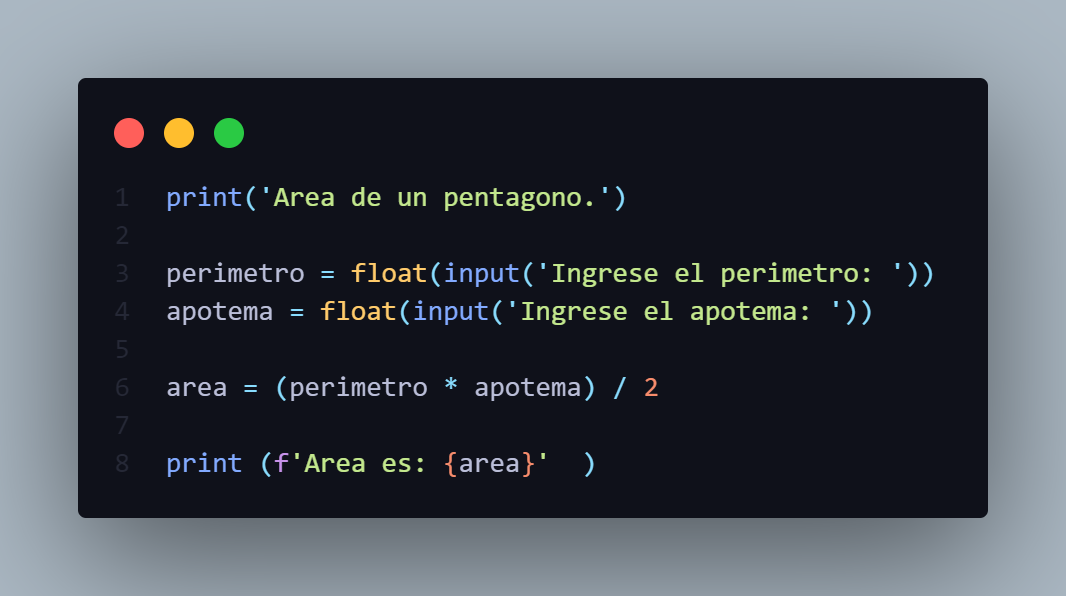 1 print('Area de un pentagono.')
2
3 perimetro = float(input('Ingrese el perimetro: '))
4 apotema = float(input('Ingrese el apotema: '))
5
6 area = (perimetro * apotema) / 2
7
8 print (f'Area es: {area}'  )